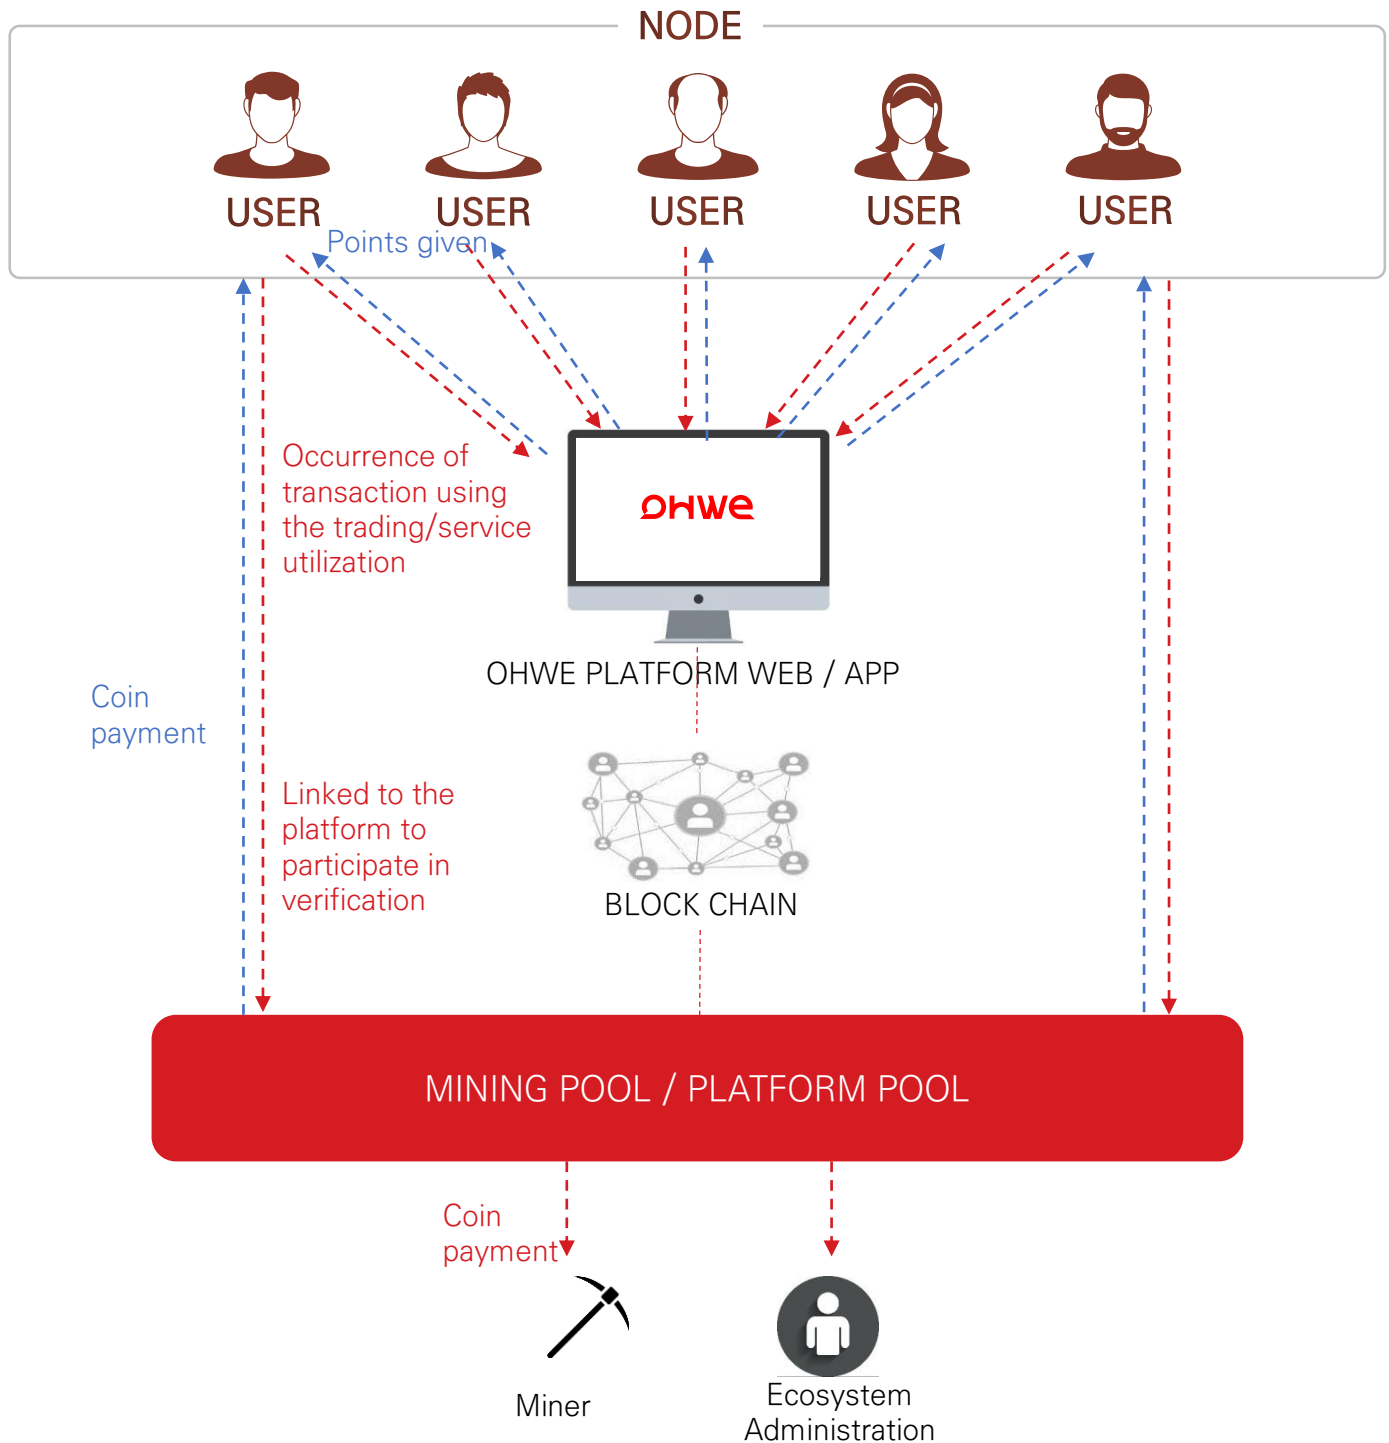 NODE
USER
USER
USER
USER
USER
Points given
Occurrence of
transaction using
the trading/service
utilization
OHWE
OHWE PLATFORM WEB / APP
Coin
payment
Linked to the
platform to
participate in
verification
BLOCK CHAIN
MINING POOL / PLATFORM POOL
Coin
payment
Miner
Ecosystem
Administration